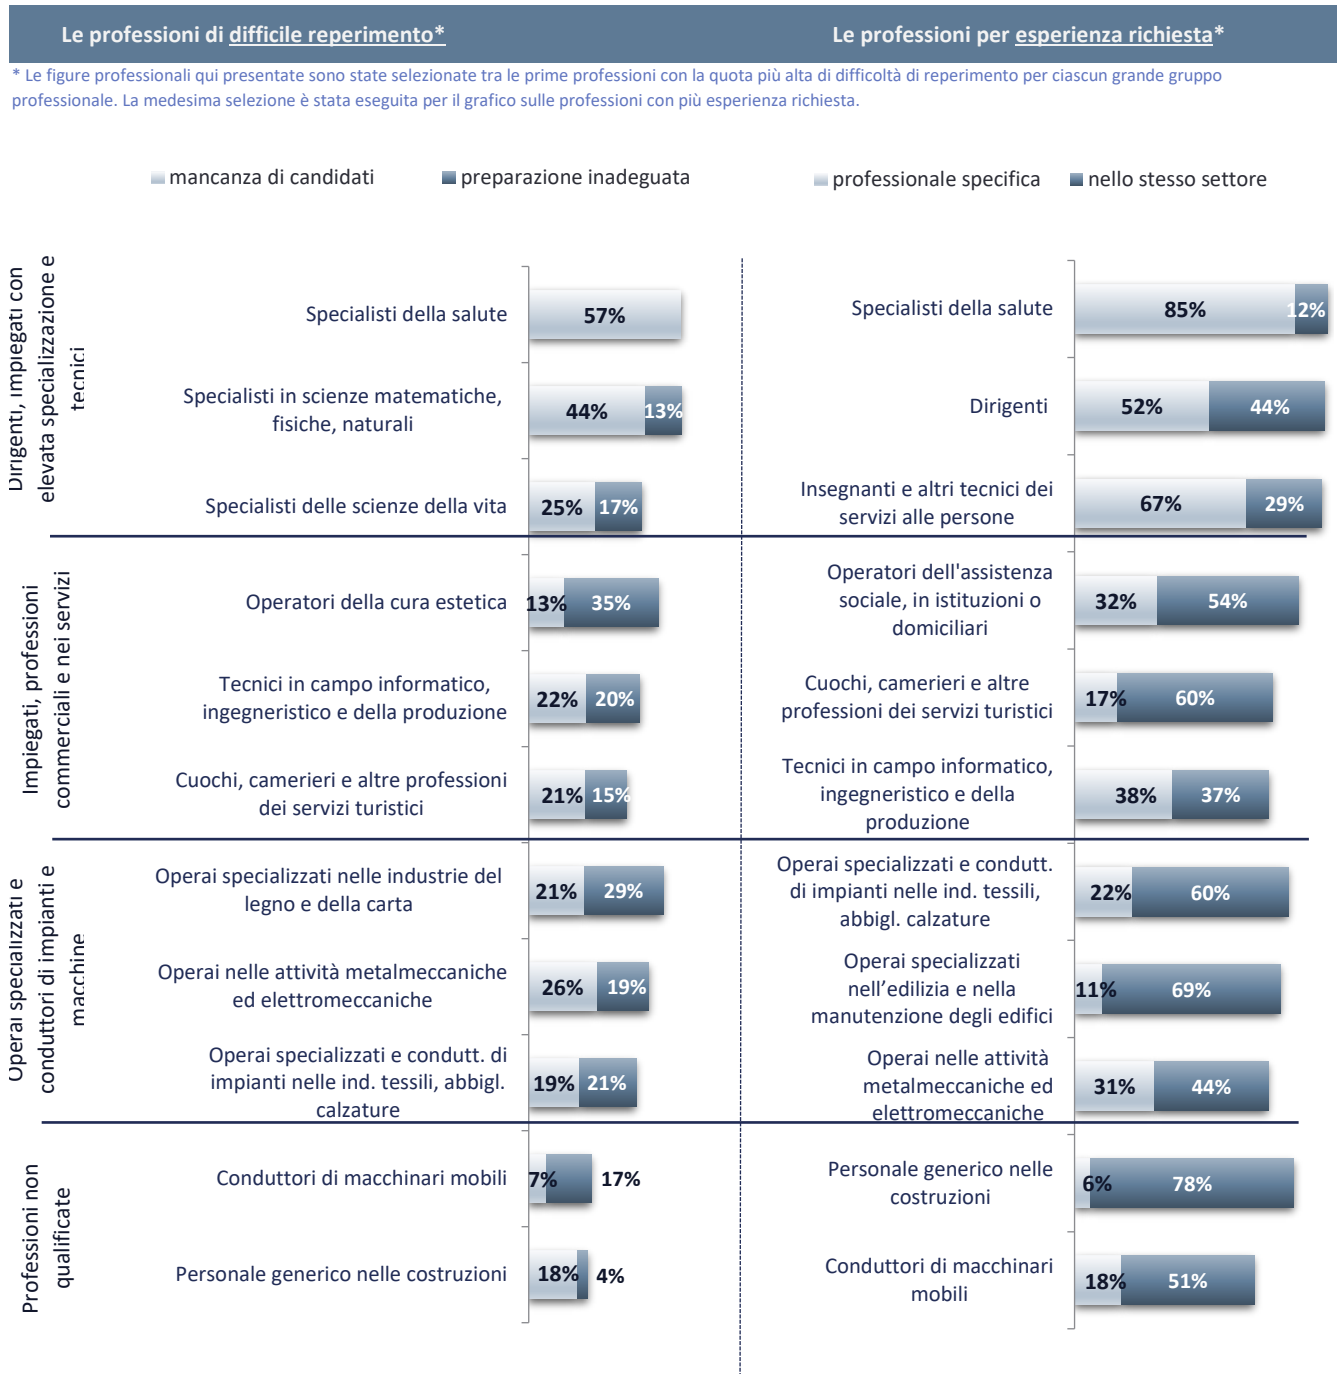 Le professioni di difficile reperimento*
Le professioni per esperienza richiesta*
* Le figure professionali qui presentate sono state selezionate tra le prime professioni con la quota più alta di difficoltà di reperimento per ciascun grande gruppo
professionale. La medesima selezione è stata eseguita per il grafico sulle professioni con più esperienza richiesta.
mancanza di candidati
preparazione inadeguata
professionale specifica
nello stesso settore
Dirigenti, impiegati con
elevata specializzazione e
tecnici
Specialisti della salute
57%
Specialisti in scienze matematiche,
fisiche, naturali
44%
13%
Specialisti delle scienze della vita
25%
17%
Specialisti della salute
85%
12%
Dirigenti
52%
44%
Insegnanti e altri tecnici dei
servizi alle persone
67%
29%
Impiegati, professioni
commerciali e nei servizi
Operatori della cura estetica
13%
35%
Tecnici in campo informatico,
ingegneristico e della produzione
22%
20%
Cuochi, camerieri e altre professioni
dei servizi turistici
21%
15%
Operatori dell'assistenza
sociale, in istituzioni o
domiciliari
32%
54%
Cuochi, camerieri e altre
professioni dei servizi turistici
17%
60%
Tecnici in campo informatico,
ingegneristico e della
produzione
38%
37%
Operai specializzati e
conduttori di impianti e
macchine
Operai specializzati nelle industrie del
legno e della carta
21%
29%
Operai nelle attività metalmeccaniche
ed elettromeccaniche
26%
19%
Operai specializzati e condutt. di
impianti nelle ind. tessili, abbigl.
calzature
19%
21%
Operai specializzati e condutt.
di impianti nelle ind. tessili,
abbigl. calzature
22%
60%
Operai specializzati
nell’edilizia e nella
manutenzione degli edifici
11%
69%
Operai nelle attività
metalmeccaniche ed
elettromeccaniche
31%
44%
Professioni non
qualificate
Conduttori di macchinari mobili
7%
17%
Personale generico nelle costruzioni
18%
4%
Personale generico nelle
costruzioni
6%
78%
Conduttori di macchinari
mobili
18%
51%